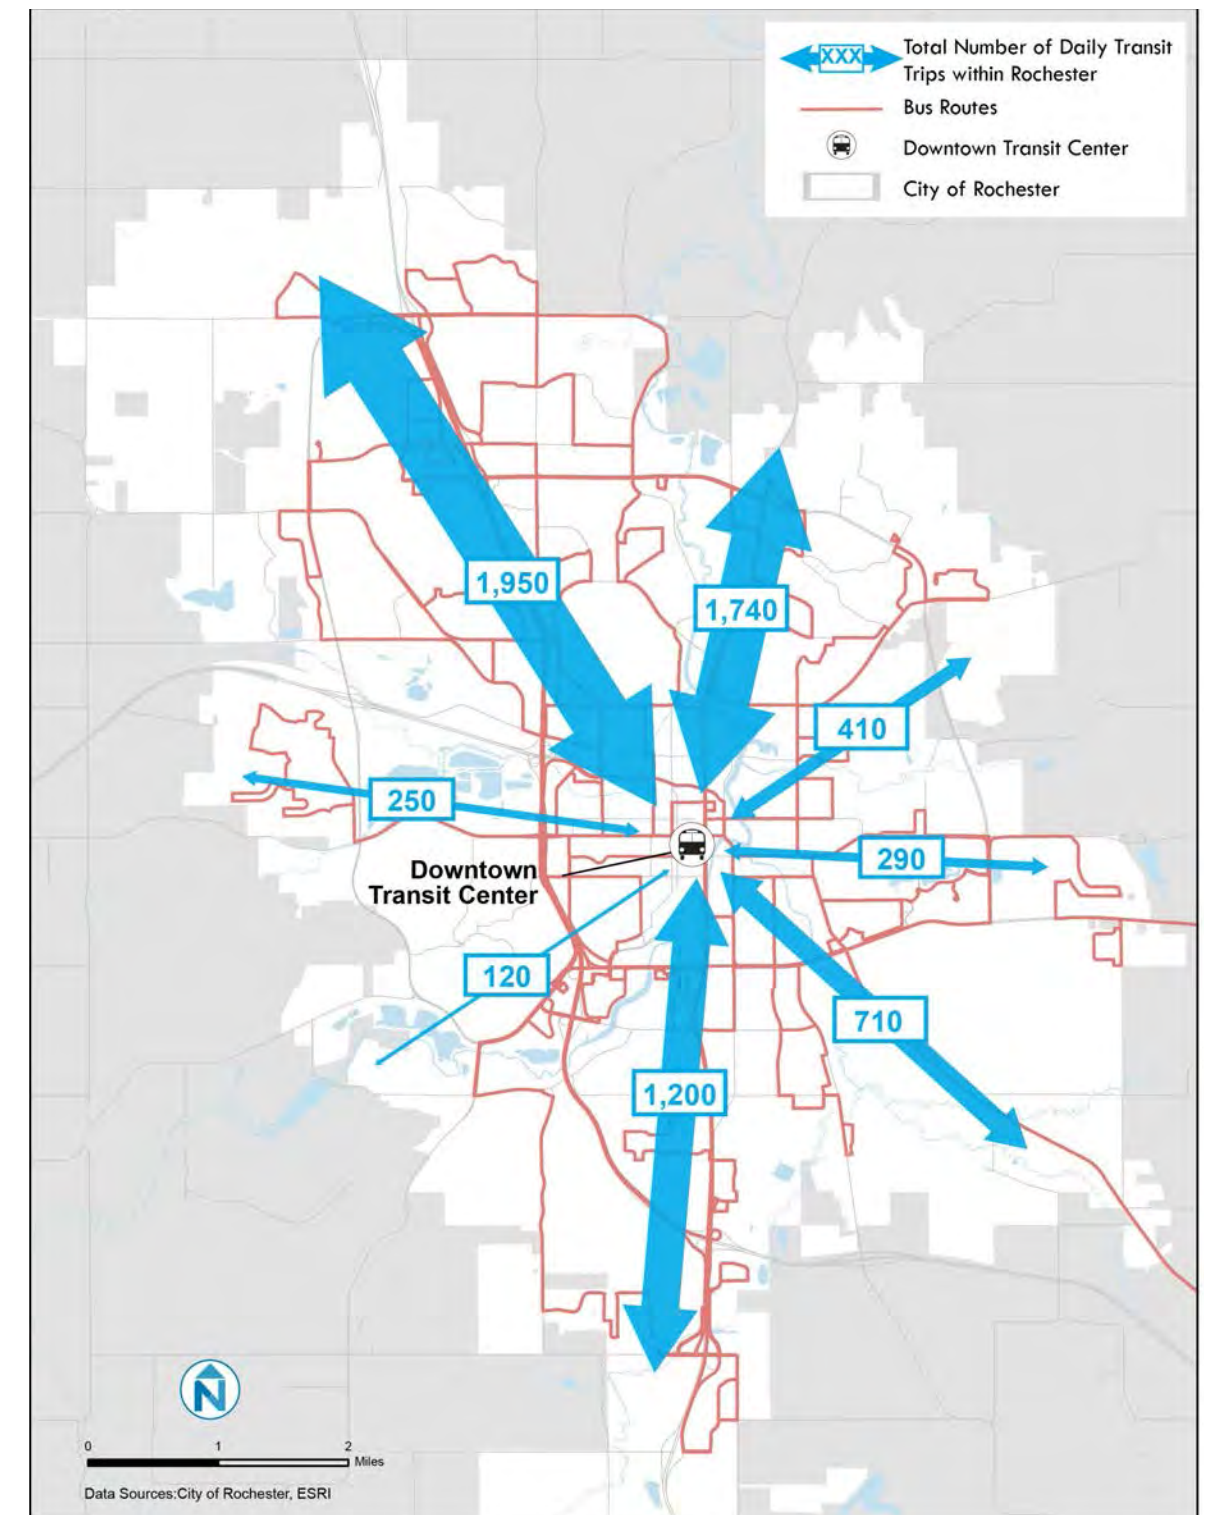 XXX
Total Number of Daily Transit
Trips within Rochester
Bus Routes
Downtown Transit Center
City of Rochester
1,950
1,740
410
250
290
Downtown
Transit Center
120
710
1,200
N
0 1 2
Miles
Data Sources:City of Rochester, ESRI